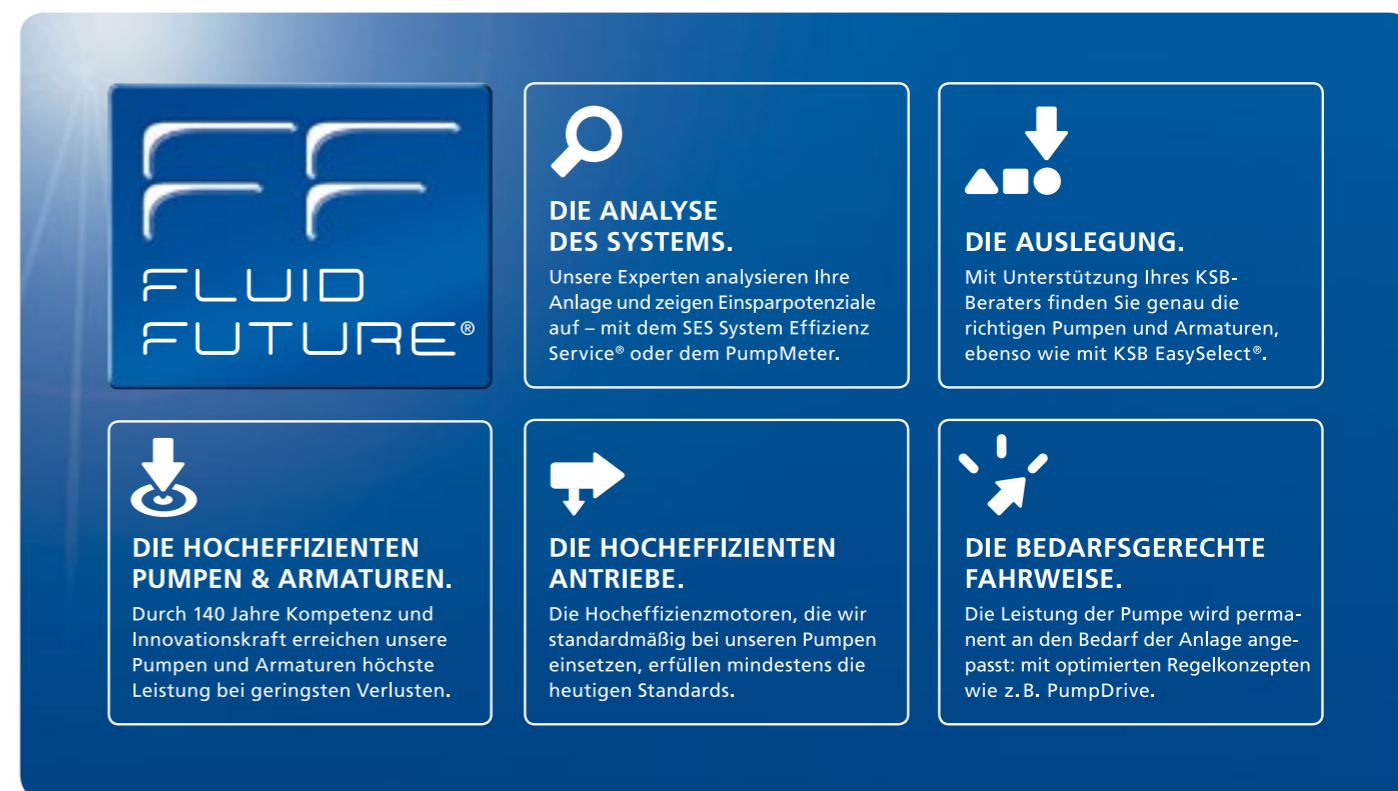 FF
FLUID
FUTURE®
DIE ANALYSE
DES SYSTEMS.
Unsere Experten analysieren Ihre
Anlage und zeigen Einsparpotenziale
auf – mit dem SES System Effizienz
Service® oder dem PumpMeter.
DIE AUSLEGUNG.
Mit Unterstützung Ihres KSB-
Beraters finden Sie genau die
richtigen Pumpen und Armaturen,
ebenso wie mit KSB EasySelect®.
DIE HOCHEFFIZIENTEN
PUMPEN & ARMATUREN.
Durch 140 Jahre Kompetenz und
Innovationskraft erreichen unsere
Pumpen und Armaturen höchste
Leistung bei geringsten Verlusten.
DIE HOCHEFFIZIENTEN
ANTRIEBE.
Die Hocheffizienzmotoren, die wir
standardmäßig bei unseren Pumpen
einsetzen, erfüllen mindestens die
heutigen Standards.
DIE BEDARFSGERECHTE
FAHRWEISE.
Die Leistung der Pumpe wird perma-
nent an den Bedarf der Anlage ange-
passt: mit optimierten Regelkonzepten
wie z.B. PumpDrive.